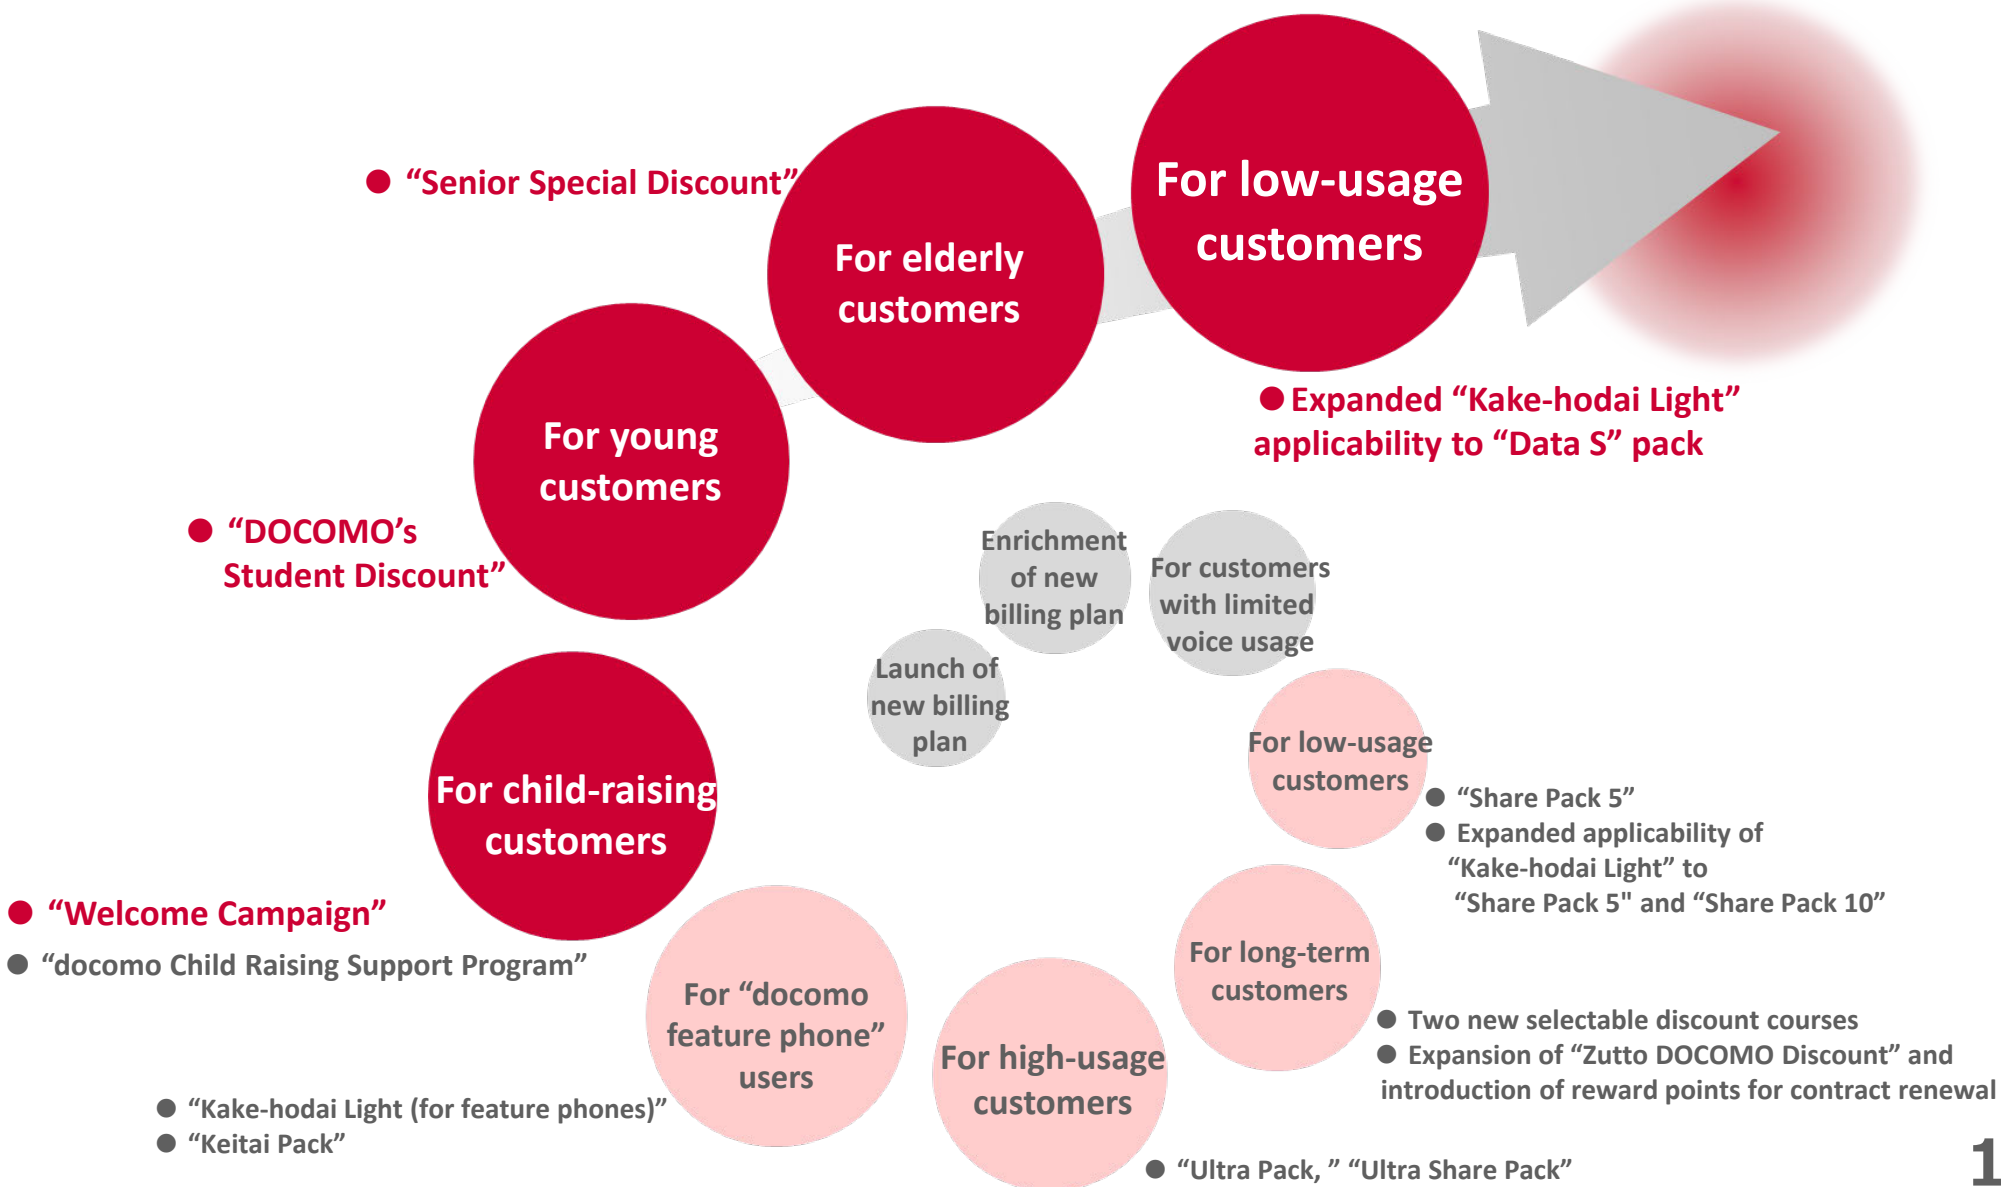 ● “Senior Special Discount”
For low-usage
customers
For elderly
customers
● Expanded “Kake-hodai Light”
applicability to “Data S” pack
For young
customers
● “DOCOMO’s
Student Discount”
Enrichment
of new
billing plan
For customers
with limited
voice usage
Launch of
new billing
plan
For low-usage
customers
● “Share Pack 5”
● Expanded applicability of
“Kake-hodai Light” to
“Share Pack 5" and “Share Pack 10”
For child-raising
customers
● “Welcome Campaign”
● “docomo Child Raising Support Program”
For long-term
customers
● Two new selectable discount courses
● Expansion of “Zutto DOCOMO Discount” and
introduction of reward points for contract renewal
For “docomo
feature phone”
users
● “Kake-hodai Light (for feature phones)”
● “Keitai Pack”
For high-usage
customers
● “Ultra Pack, ” “Ultra Share Pack”
1